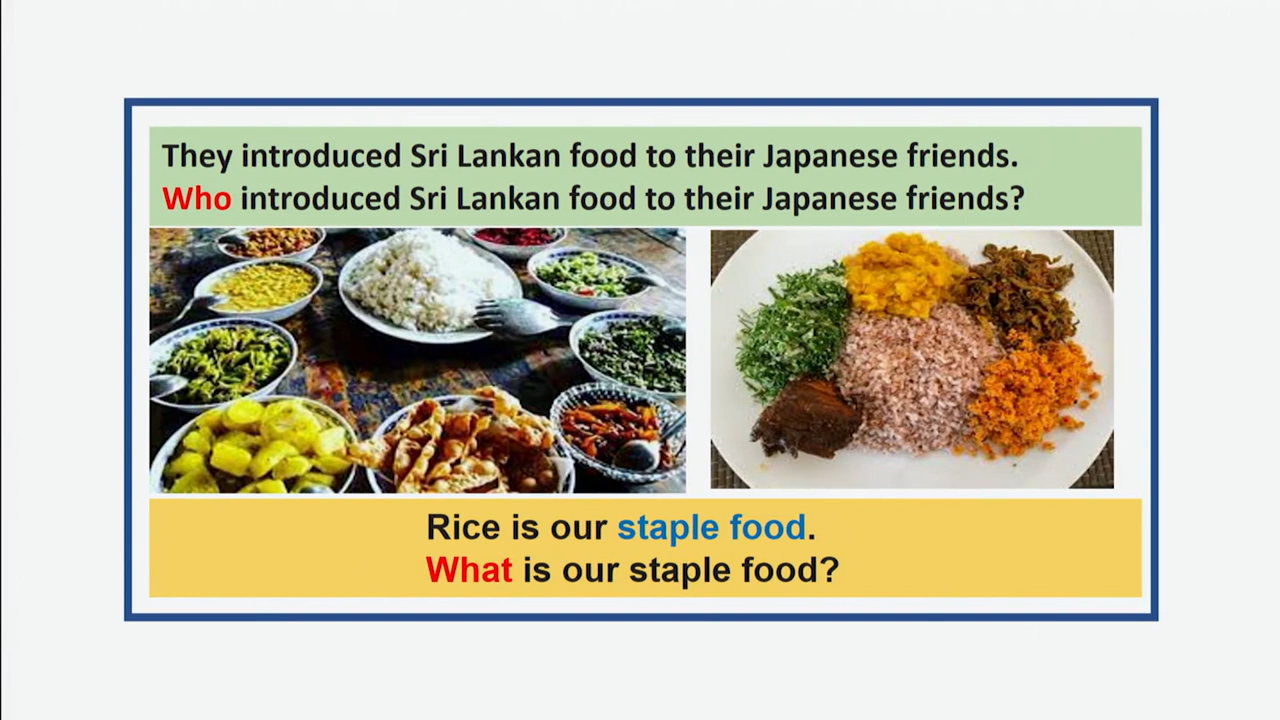 They introduced Sri Lankan food to their Japanese friends.
Who introduced Sri Lankan food to their Japanese friends?
Rice is our staple food.
What is our staple food?